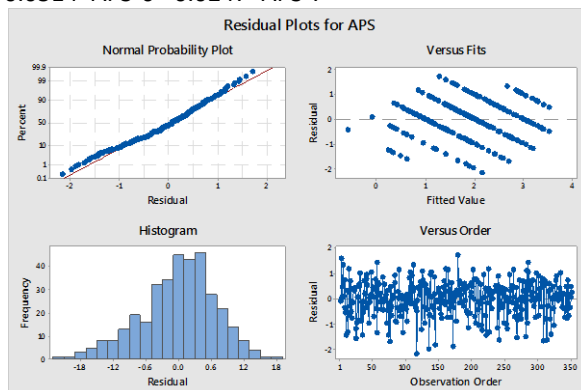 Residual Plots for APS
Normal Probability Plot
99.9
99
90
50
10
1
0.1
Percent
-2 -1 0 1 2
Residual
Versus Fits
2
1
0
-1
-2
Residual
0 1 2 3 4
Fitted Value
Histogram
40
30
20
10
0
Frequency
-1.8 -1.2 -0.6 0.0 0.6 1.2 1.8
Residual
Versus Order
2
1
0
-1
-2
Residual
1 50 100 150 200 250 300 350
Observation Order